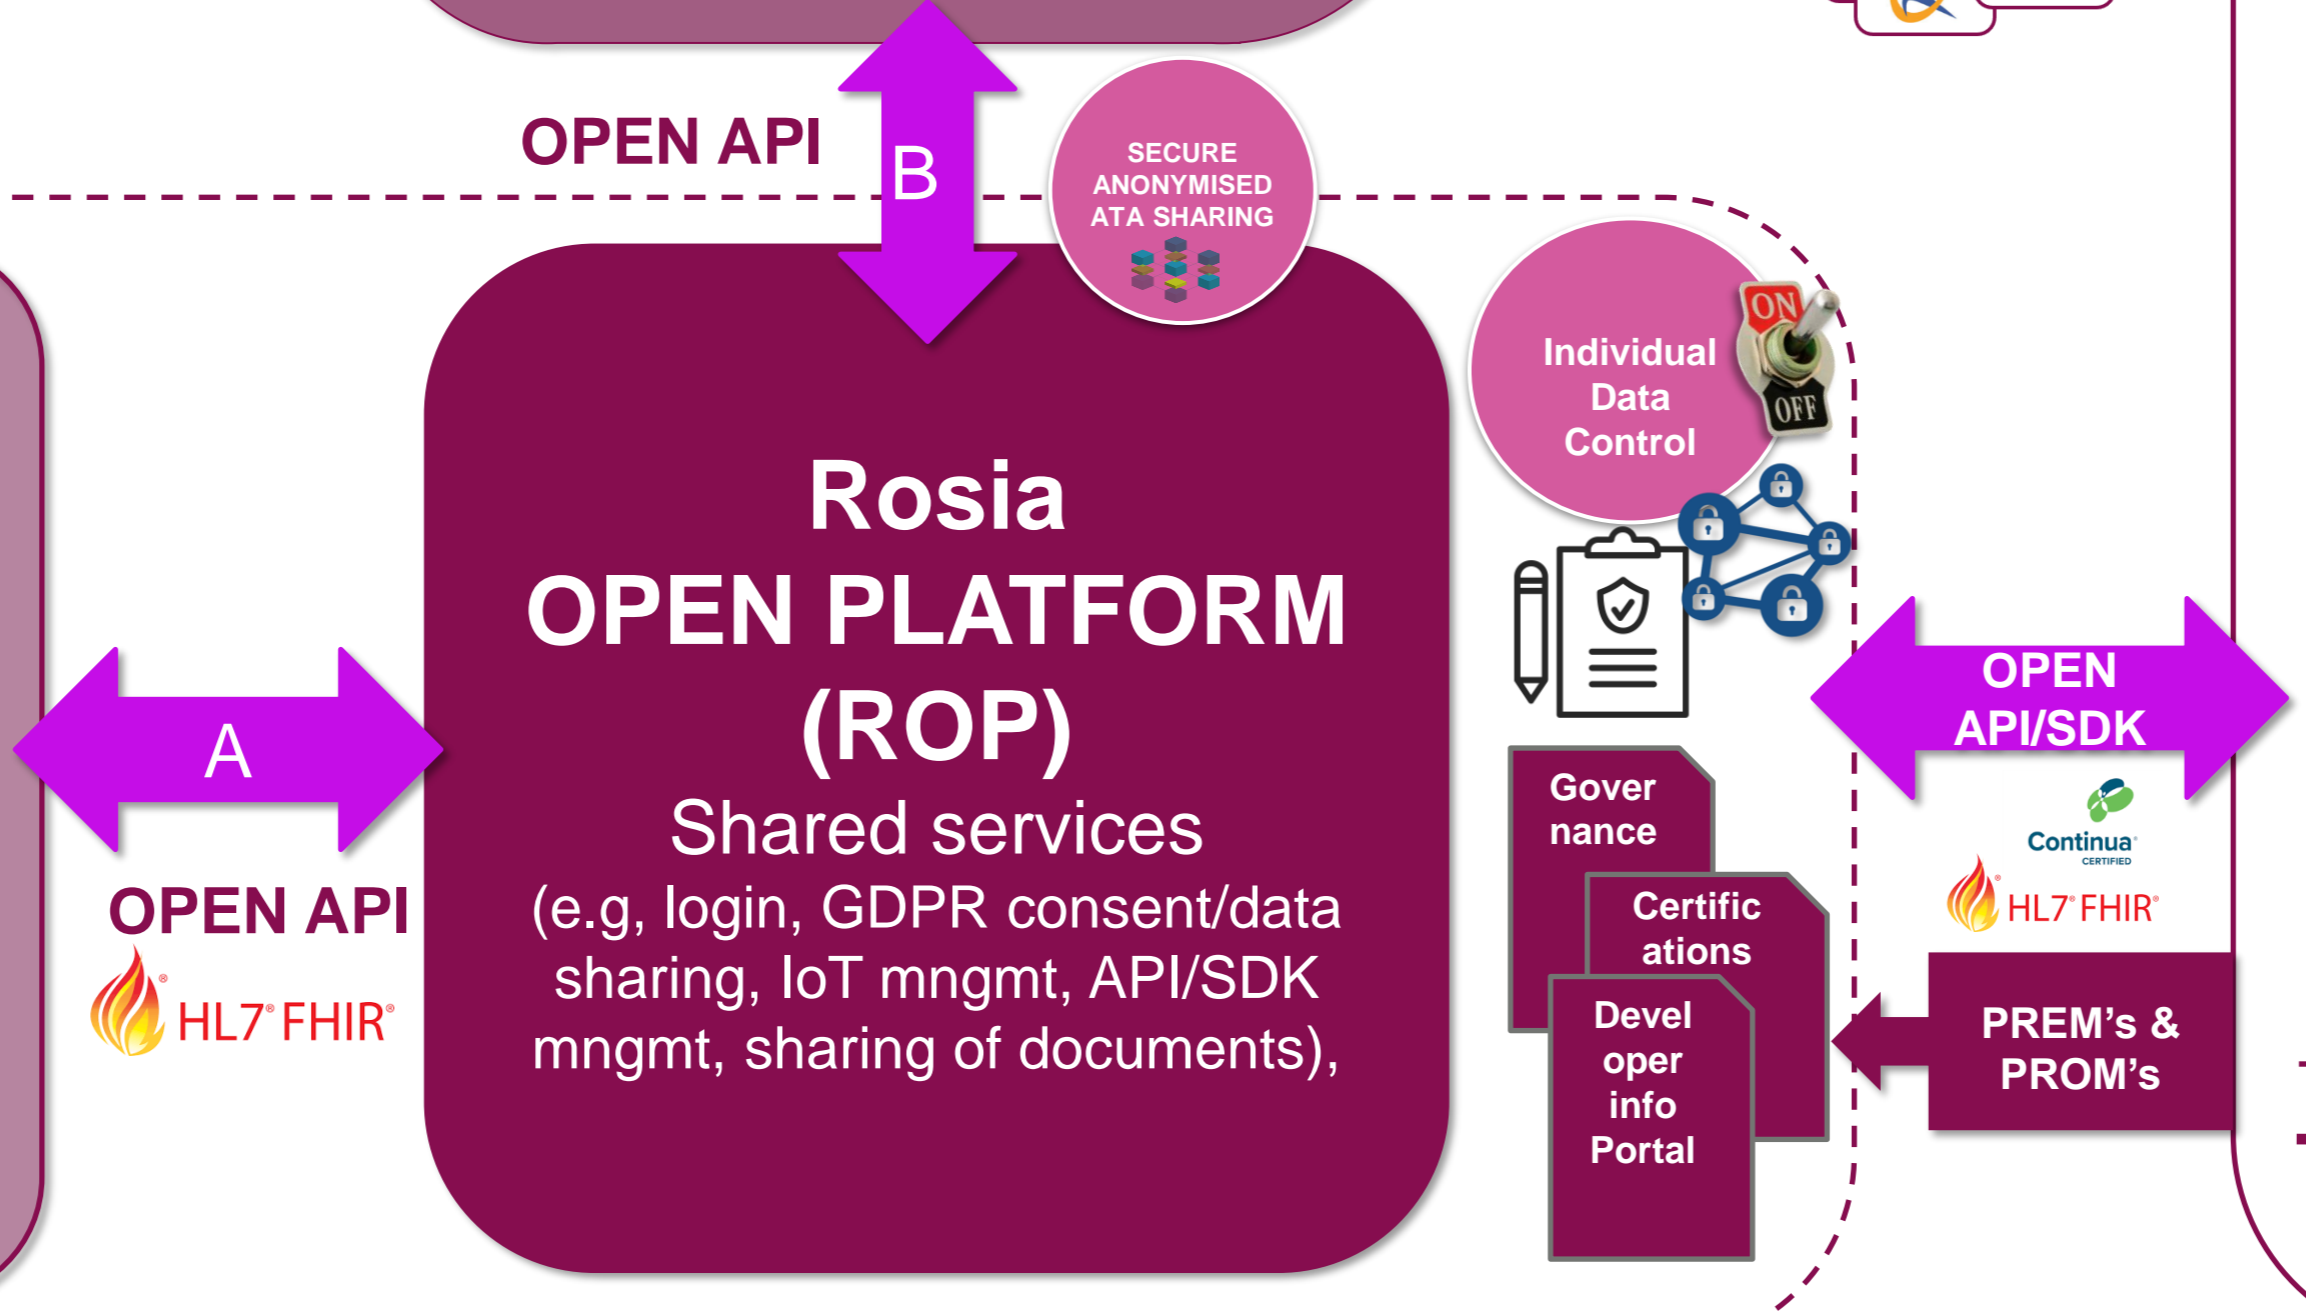 OPEN API
B
SECURE
ANONYMISED
ATA SHARING
Individual
Data
Control
ON
OFF
Rosia
OPEN PLATFORM
(ROP)
Shared services
(e.g, login, GDPR consent/data
sharing, IoT mngmt, API/SDK
mngmt, sharing of documents),
A
OPEN API
HL7® FHIR®
Gover
nance
Certific
ations
Devel
oper
info
Portal
OPEN
API/SDK
Continua®
CERTIFIED
HL7® FHIR®
PREM’s &
PROM’s